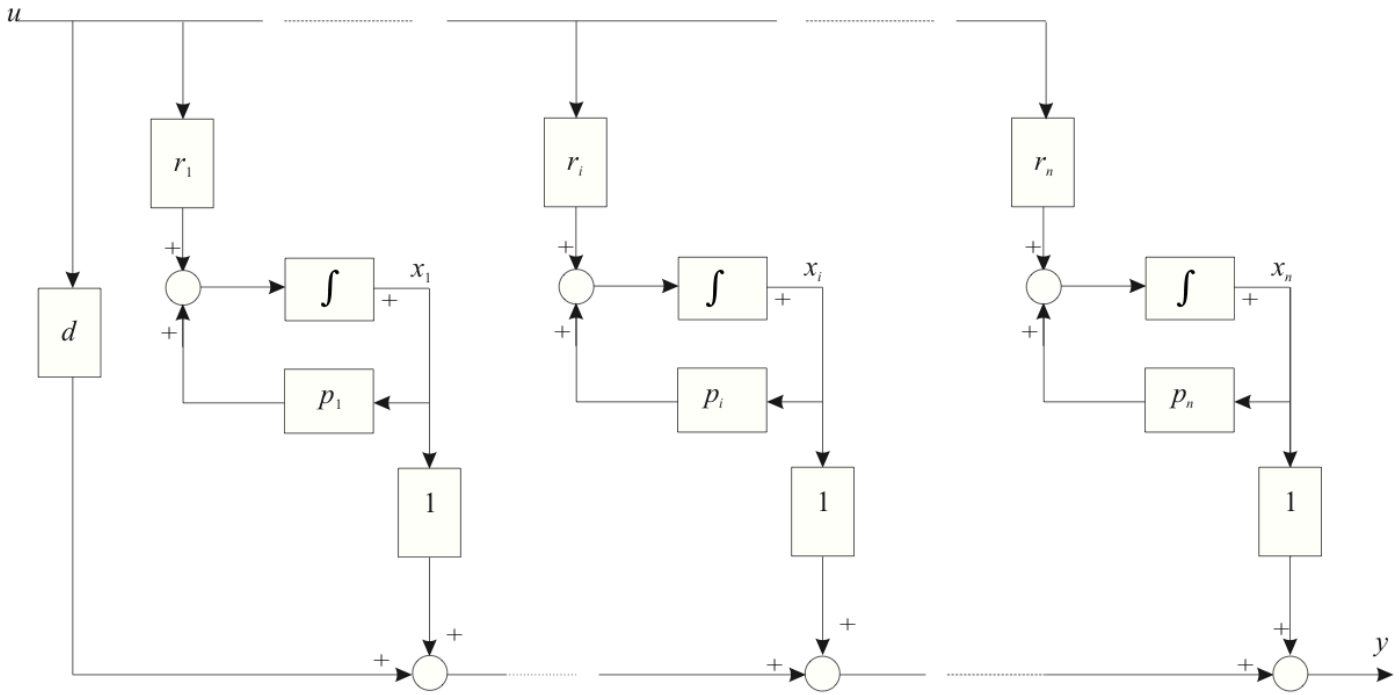 u
r₁
rᵢ
rₙ
+
+
+
∫
x₁
∫
xᵢ
∫
xₙ
+
+
+
d
+
+
+
p₁
pᵢ
pₙ
1
1
1
+
+
+
y
+
+
+